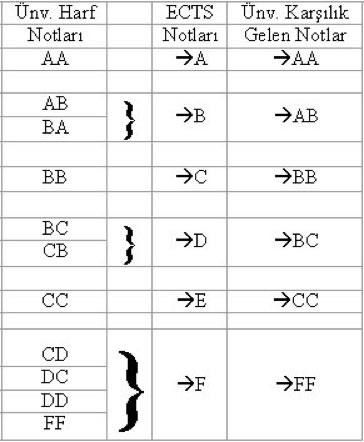 Ünv. Harf ECTS Ünv. Karşılık
Notları Notları Gelen Notlar
AA →A →AA
AB
BA } →B →AB
BB →C →BB
BC
CB } →D →BC
CC →E →CC
CD
DC
DD
FF } →F →FF